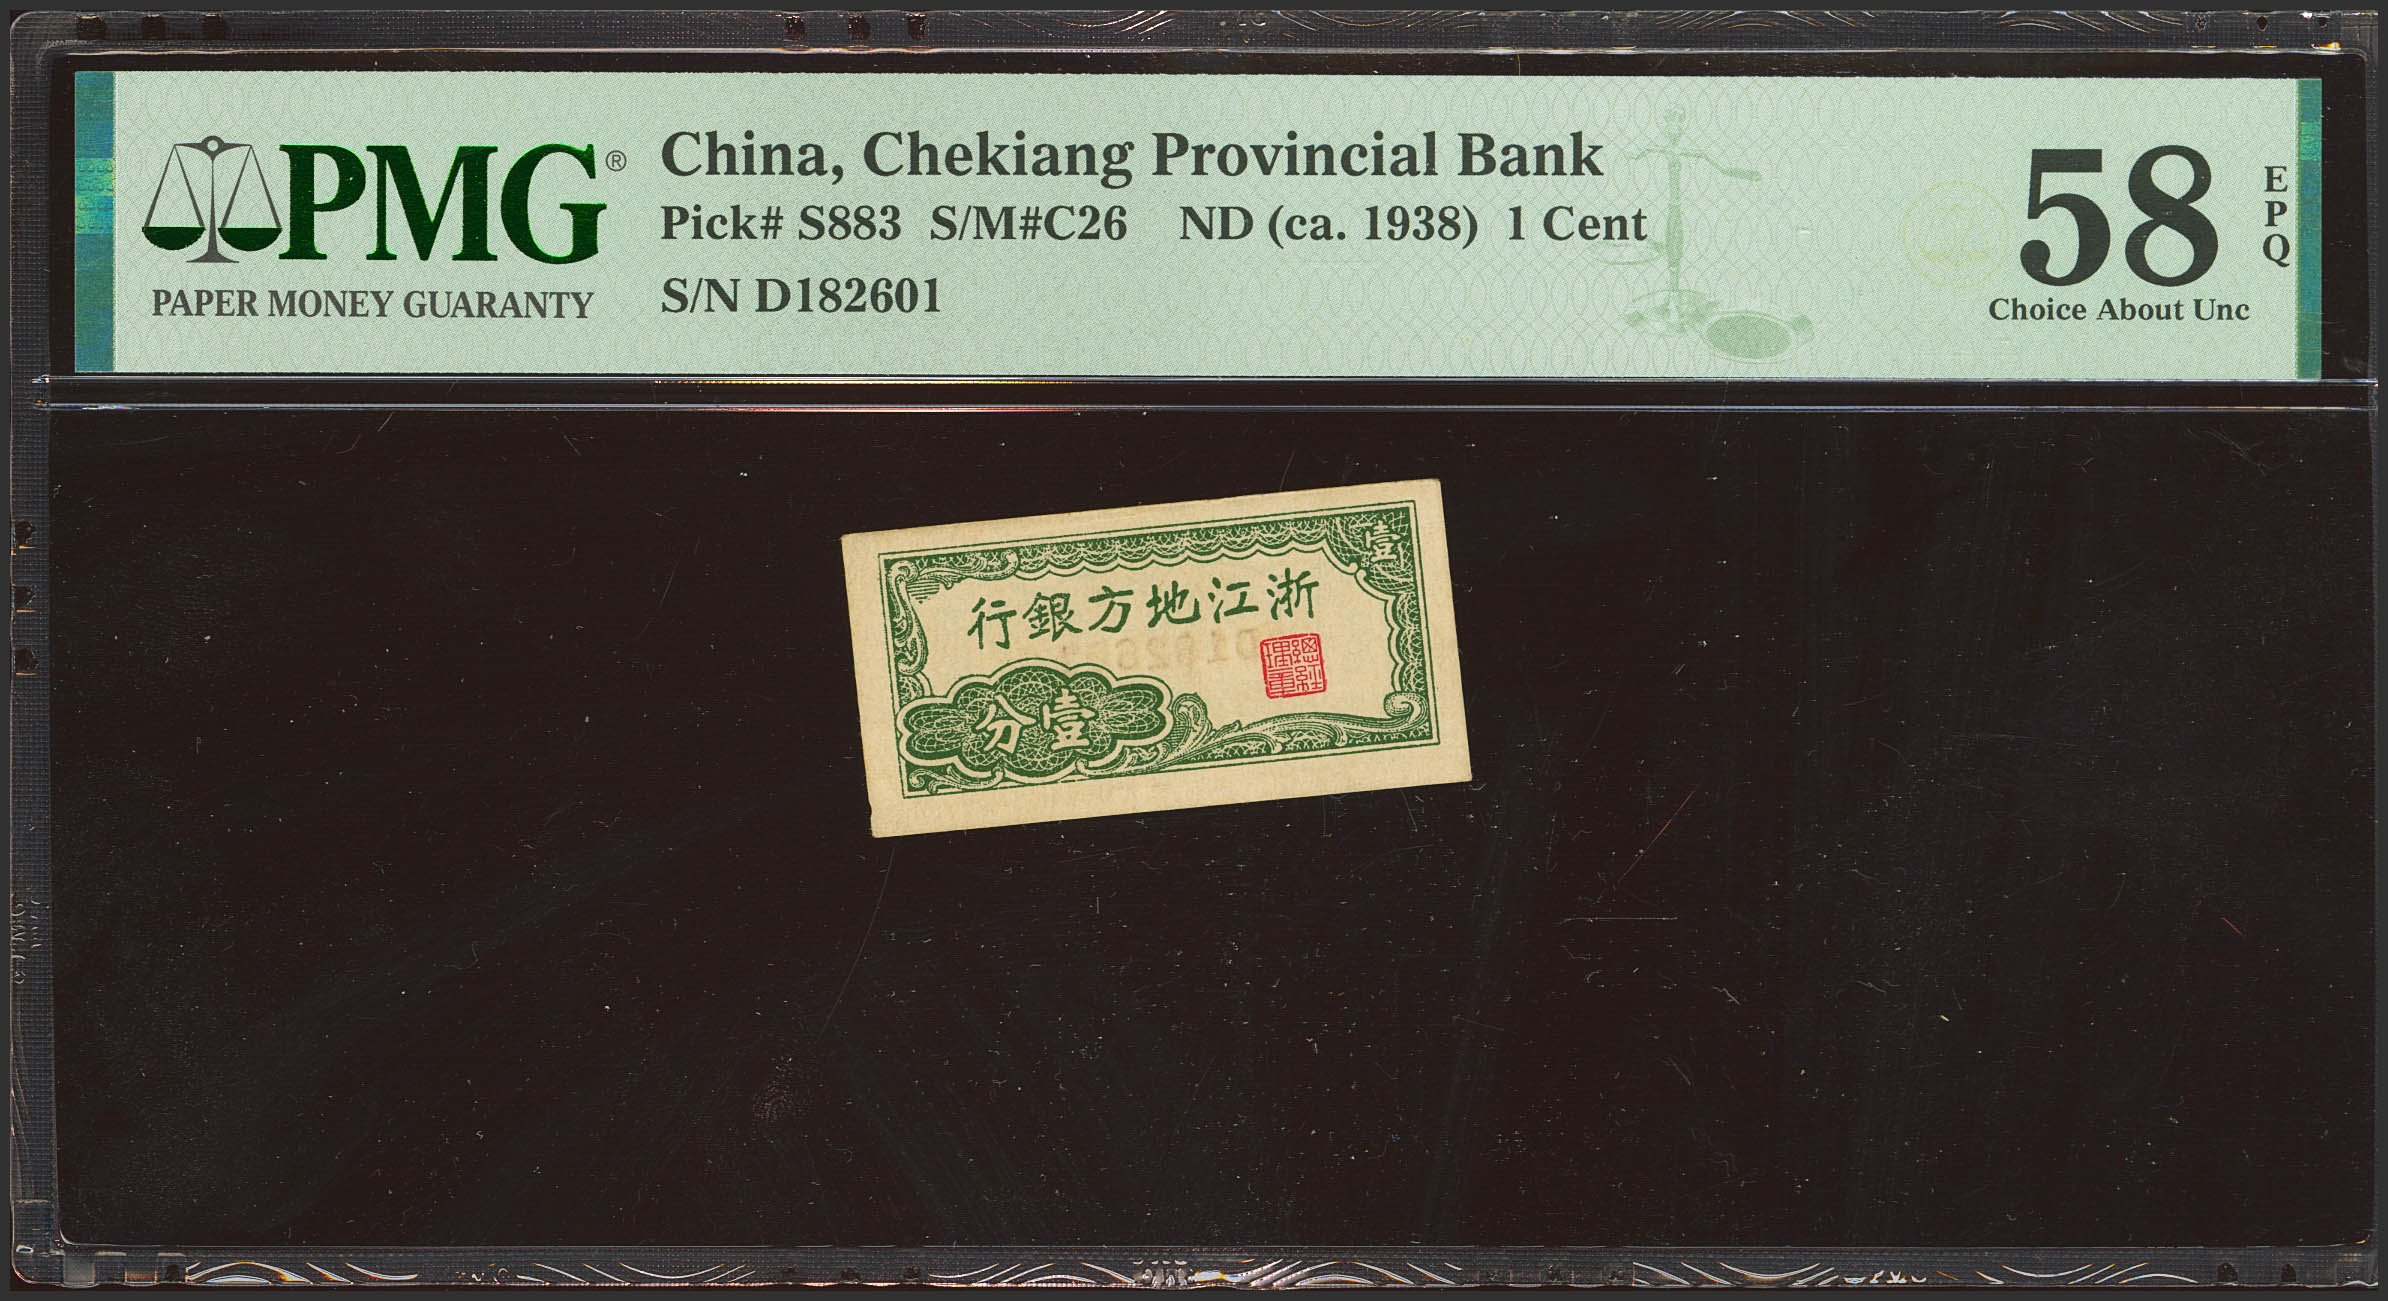 PMG®
PAPER MONEY GUARANTY
China, Chekiang Provincial Bank
Pick# S883 S/M#C26 ND (ca. 1938) 1 Cent
S/N D182601
58
EPQ
Choice About Unc
壹
行銀方地江浙
分壹